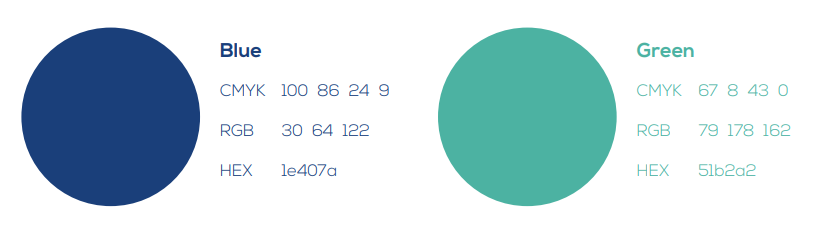 Blue
CMYK 100 86 24 9
RGB 30 64 122
HEX 1e407a
Green
CMYK 67 8 43 0
RGB 79 178 162
HEX 51b2a2